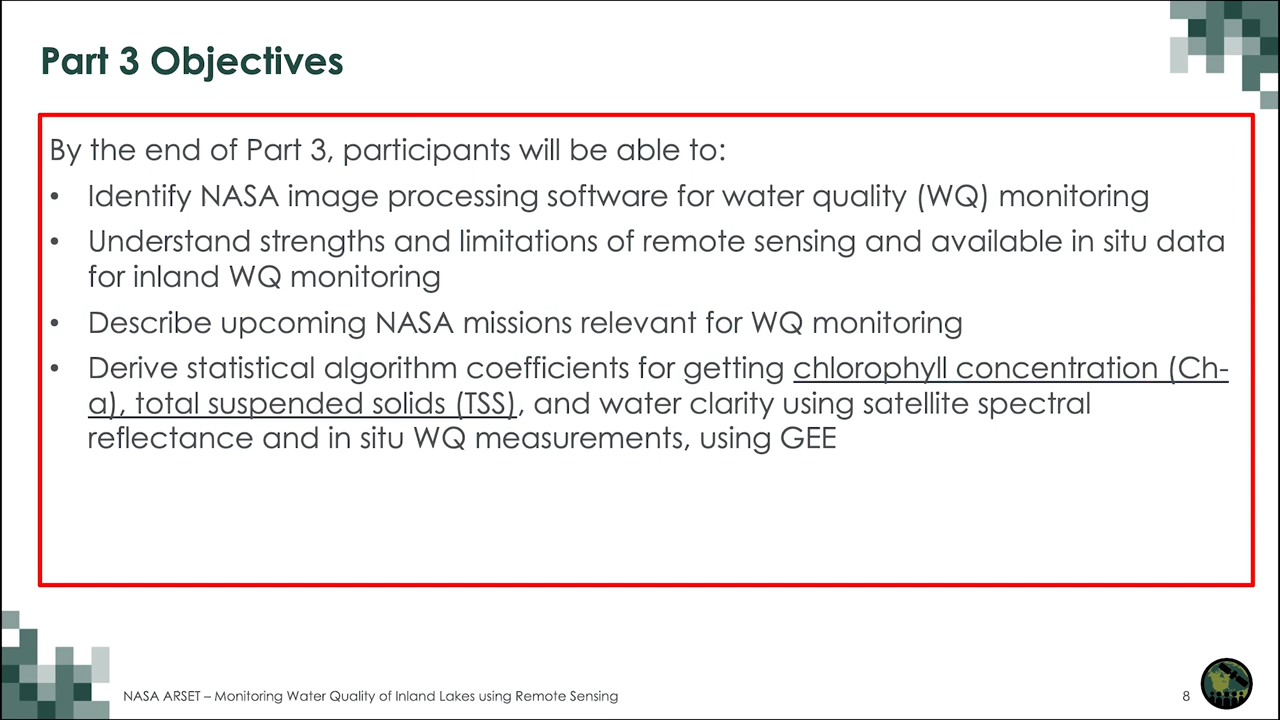 Part 3 Objectives
By the end of Part 3, participants will be able to:
• Identify NASA image processing software for water quality (WQ) monitoring
• Understand strengths and limitations of remote sensing and available in situ data
for inland WQ monitoring
• Describe upcoming NASA missions relevant for WQ monitoring
• Derive statistical algorithm coefficients for getting chlorophyll concentration (Ch-
a), total suspended solids (TSS), and water clarity using satellite spectral
reflectance and in situ WQ measurements, using GEE
NASA ARSET – Monitoring Water Quality of Inland Lakes using Remote Sensing
8